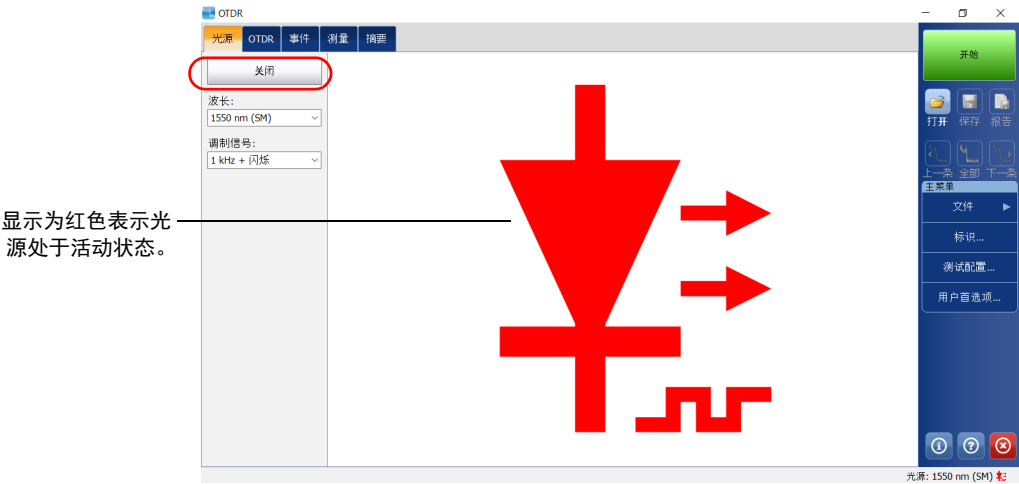 OTDR
光源 OTDR 事件 测量 摘要
关闭
波长:
1550 nm (SM)
调制信号:
1 kHz + 闪烁
显示为红色表示光
源处于活动状态。
开始
打开 保存 报告
上一条 全部 下一条
主菜单
文件
标识...
测试配置...
用户首选项...
光源: 1550 nm (SM)